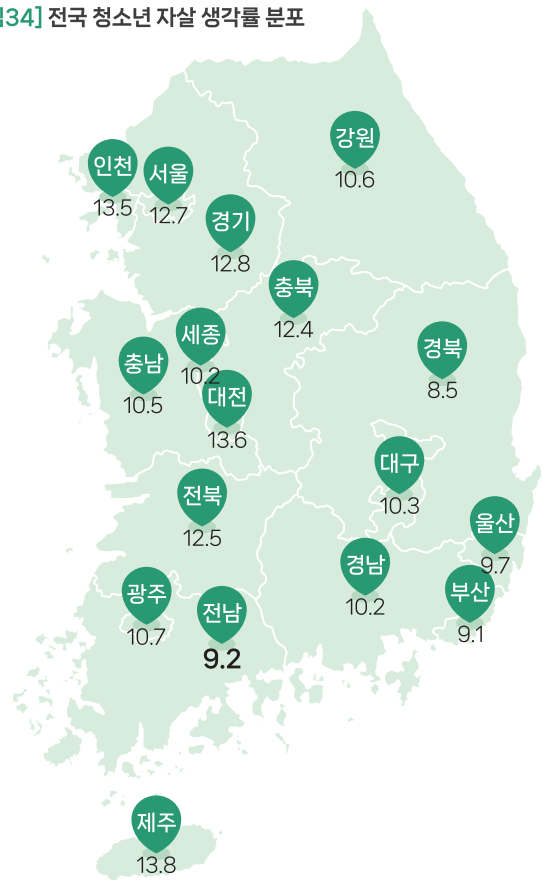 34] 전국 청소년 자살 생각률 분포
강원
10.6
인천
13.5
서울
12.7
경기
12.8
충북
12.4
세종
10.2
경북
8.5
충남
10.5
대전
13.6
대구
10.3
전북
12.5
울산
9.7
경남
10.2
부산
9.1
광주
10.7
전남
9.2
제주
13.8